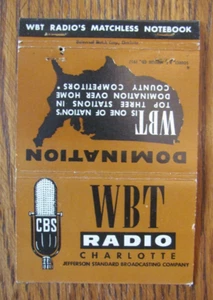 WBT RADIO'S MATCHLESS NOTEBOOK
WBT
IS ONE OF NATION'S
TOP THREE STATIONS IN
DOMINATION OVER HOME
COUNTY COMPETITORS*
DOMINATION
CBS
WBT
RADIO
CHARLOTTE
JEFFERSON STANDARD BROADCASTING COMPANY